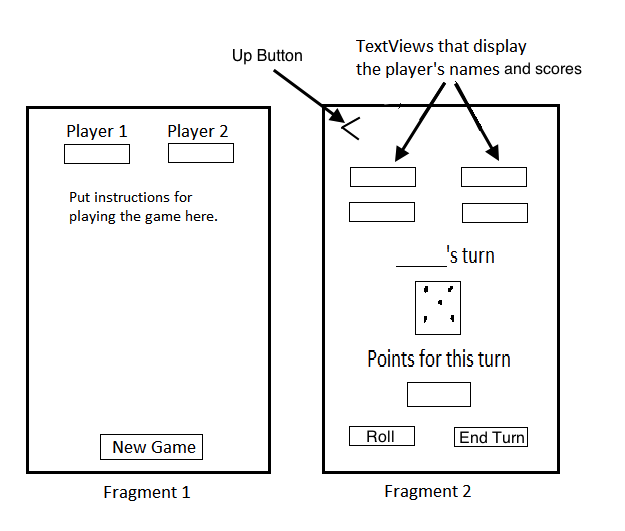 Up Button
TextViews that display
the player's names and scores
Player 1
Player 2
Put instructions for
playing the game here.
New Game
Fragment 1
_____'s turn
Points for this turn
Roll
End Turn
Fragment 2